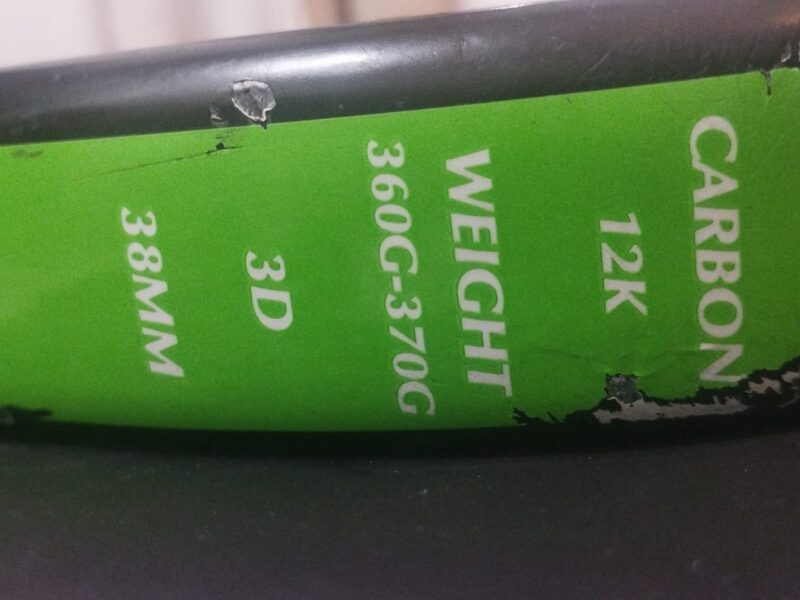 CARBON
12K
WEIGHT
360G-370G
3D
38MM